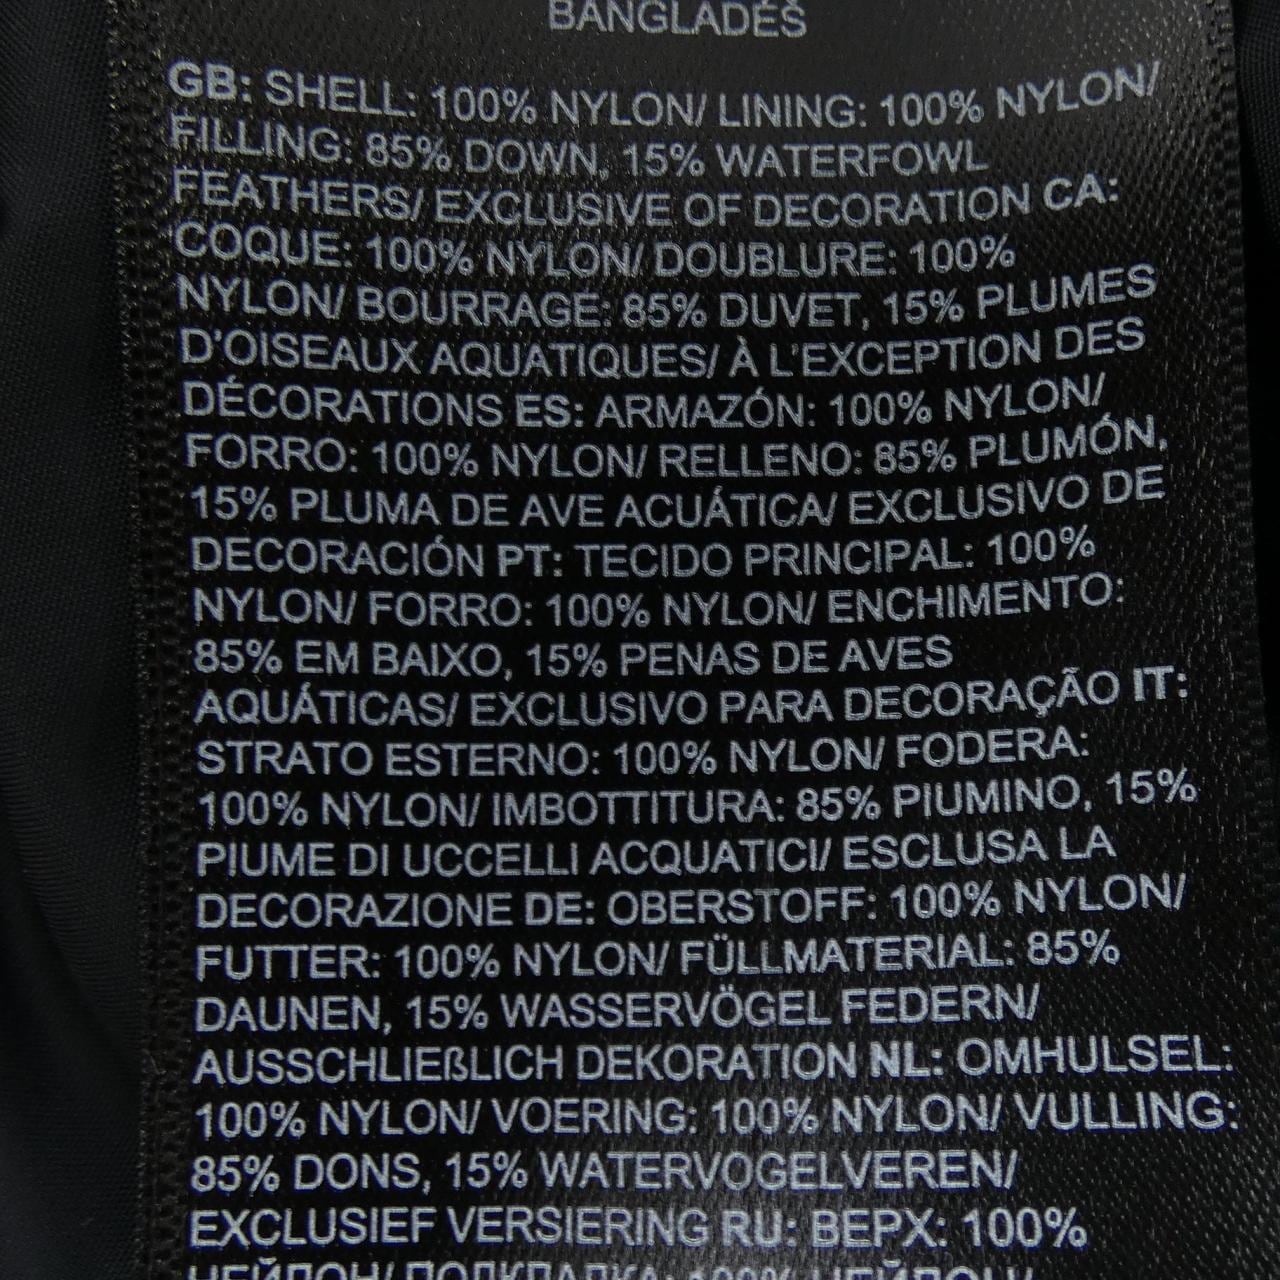 BANGLADÉŠ
GB: SHELL: 100% NYLON/ LINING: 100% NYLON/
FILLING: 85% DOWN, 15% WATERFOWL
FEATHERS/ EXCLUSIVE OF DECORATION CA:
COQUE: 100% NYLON/ DOUBLURE: 100%
NYLON/ BOURRAGE: 85% DUVET, 15% PLUMES
D'OISEAUX AQUATIQUES/ À L'EXCEPTION DES
DÉCORATIONS ES: ARMAZÓN: 100% NYLON/
FORRO: 100% NYLON/ RELLENO: 85% PLUMÓN,
15% PLUMA DE AVE ACUÁTICA/ EXCLUSIVO DE
DECORACIÓN PT: TECIDO PRINCIPAL: 100%
NYLON/ FORRO: 100% NYLON/ ENCHIMENTO:
85% EM BAIXO, 15% PENAS DE AVES
AQUÁTICAS/ EXCLUSIVO PARA DECORAÇÃO IT:
STRATO ESTERNO: 100% NYLON/ FODERA:
100% NYLON/ IMBOTTITURA: 85% PIUMINO, 15%
PIUME DI UCCELLI ACQUATICI/ ESCLUSA LA
DECORAZIONE DE: OBERSTOFF: 100% NYLON/
FUTTER: 100% NYLON/ FÜLLMATERIAL: 85%
DAUNEN, 15% WASSERVÖGEL FEDERN/
AUSSCHLIEßLICH DEKORATION NL: OMHULSEL:
100% NYLON/ VOERING: 100% NYLON/ VULLING:
85% DONS, 15% WATERVOGELVEREN/
EXCLUSIEF VERSIERING RU: ВЕРХ: 100%
НЕЙЛОН/ ПОДКЛАДКА: 100% НЕЙЛОН/